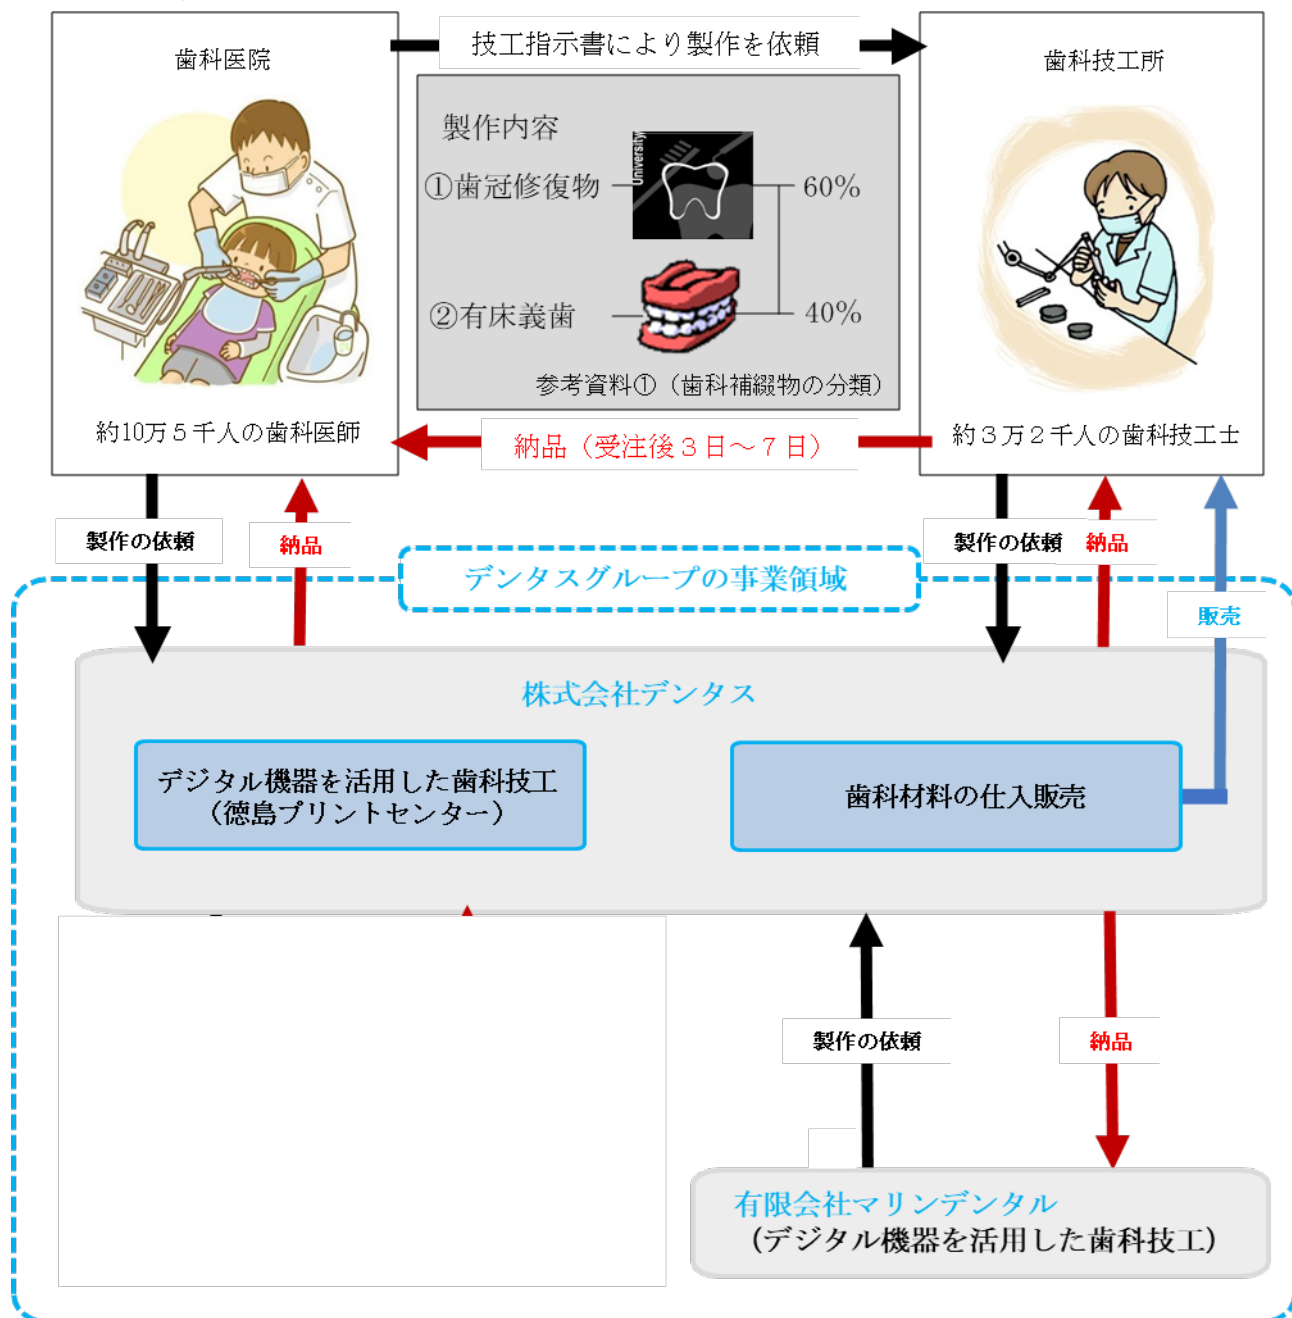 歯科医院
技工指示書により製作を依頼
歯科技工所
製作内容
①歯冠修復物
University
60%
②有床義歯
40%
参考資料①（歯科補綴物の分類）
約10万５千人の歯科医師
納品（受注後３日～７日）
約３万２千人の歯科技工士
製作の依頼
納品
製作の依頼
納品
デンタスグループの事業領域
販売
株式会社デンタス
デジタル機器を活用した歯科技工
（徳島プリントセンター）
歯科材料の仕入販売
製作の依頼
納品
有限会社マリンデンタル
（デジタル機器を活用した歯科技工）